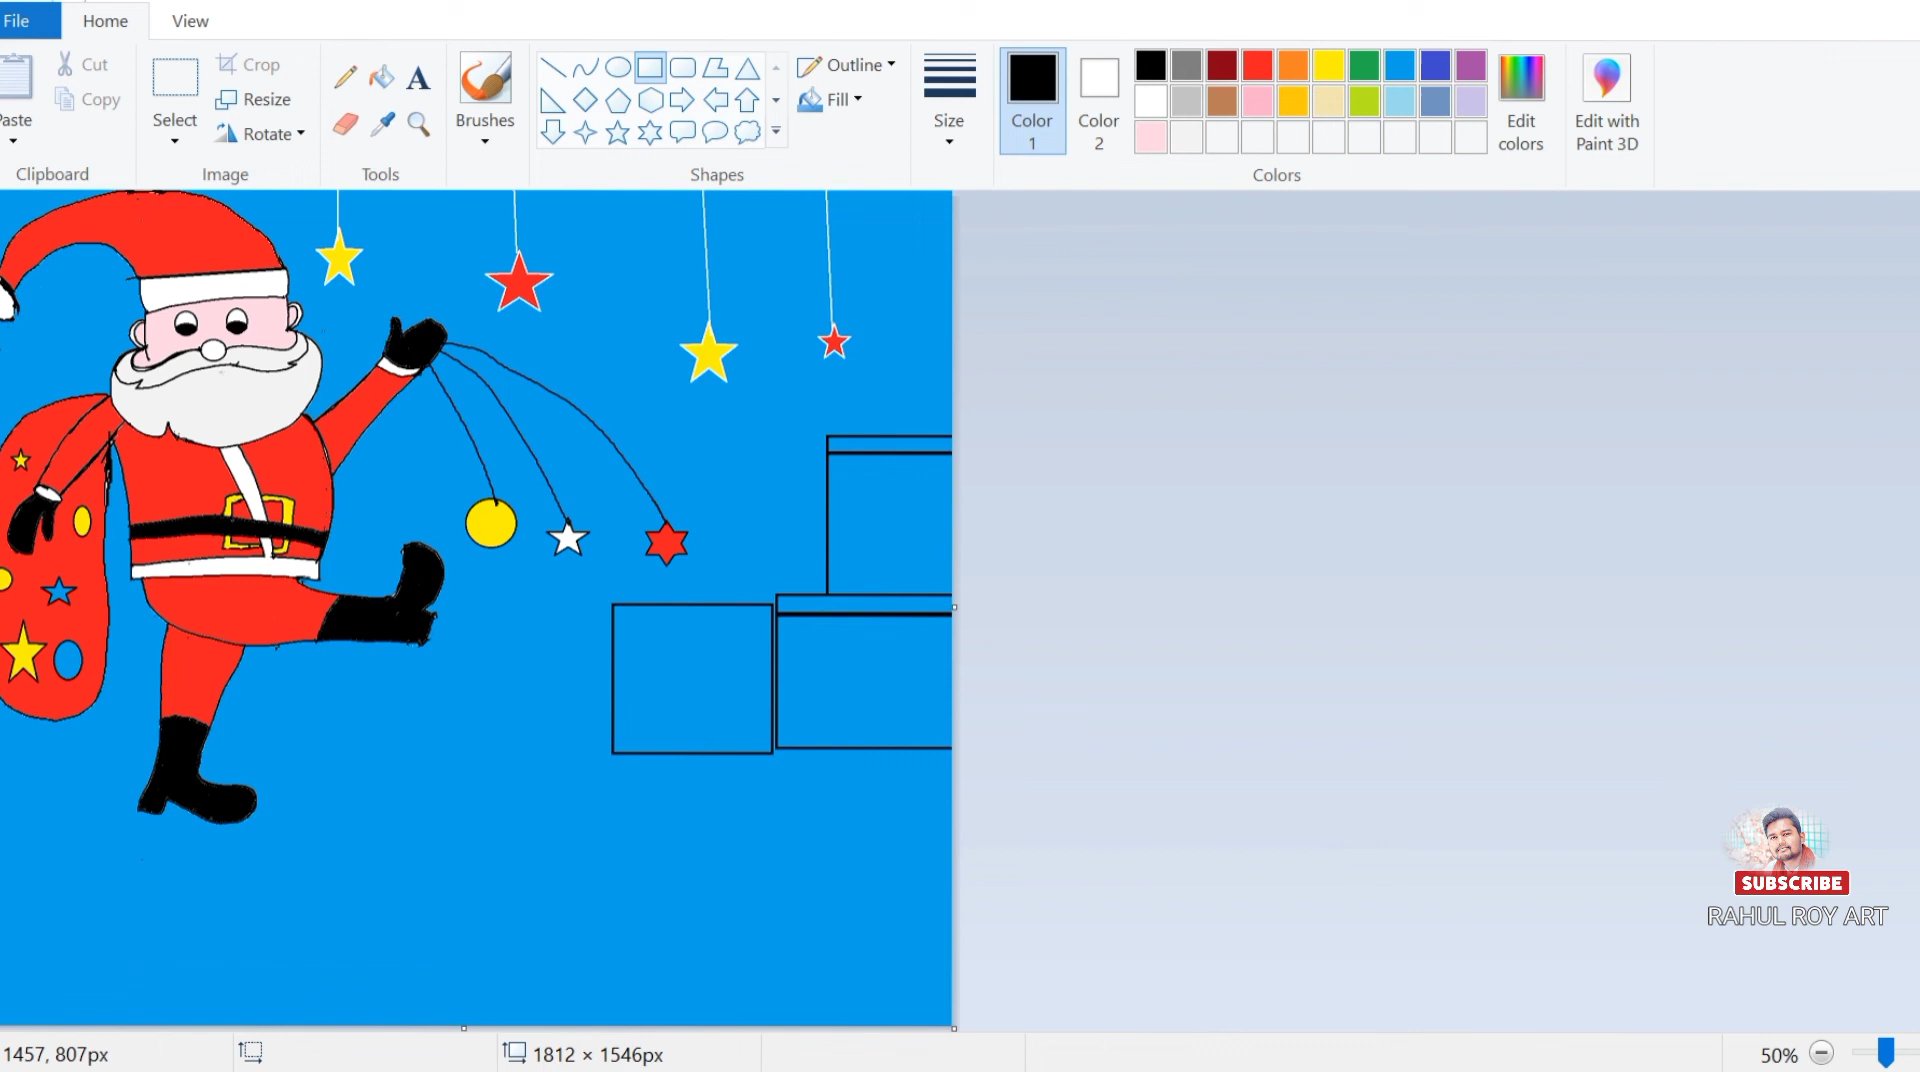 File
Home
View
Paste
Cut
Copy
Clipboard
Select
Crop
Resize
Rotate
Image
A
Tools
Brushes
Shapes
Outline
Fill
Size
Color
1
Color
2
Colors
Edit
colors
Edit with
Paint 3D
SUBSCRIBE
RAHUL ROY ART
1457, 807px
1812 × 1546px
50%